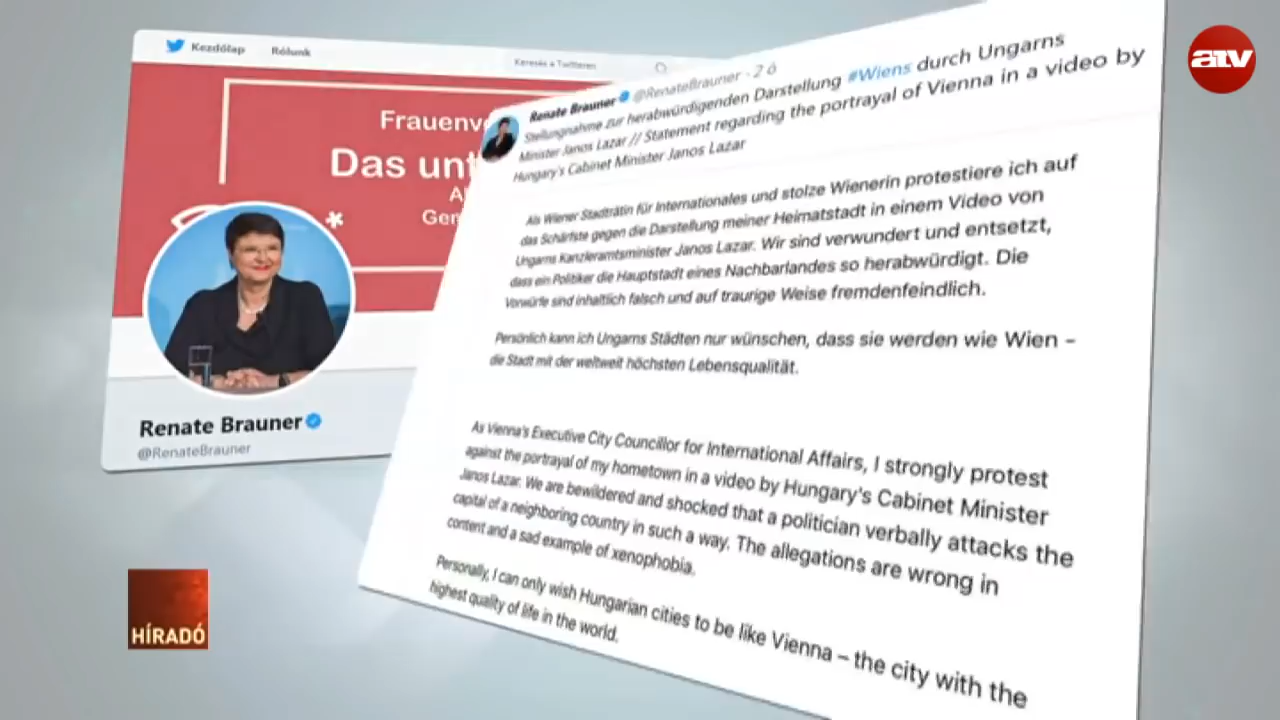 atv
Kezdőlap Rólunk
Keresés a Twitteren
Frauenv
Das unt
Al
Ger
*
Renate Brauner
@RenateBrauner
Renate Brauner @RenateBrauner · 2 ó
Stellungnahme zur herabwürdigenden Darstellung #Wiens durch Ungarns
Minister Janos Lazar // Statement regarding the portrayal of Vienna in a video by
Hungary's Cabinet Minister Janos Lazar
Als Wiener Stadträtin für Internationales und stolze Wienerin protestiere ich auf
das Schärfste gegen die Darstellung meiner Heimatstadt in einem Video von
Ungarns Kanzleramtsminister Janos Lazar. Wir sind verwundert und entsetzt,
dass ein Politiker die Hauptstadt eines Nachbarlandes so herabwürdigt. Die
Vorwürfe sind inhaltlich falsch und auf traurige Weise fremdenfeindlich.
Persönlich kann ich Ungarns Städten nur wünschen, dass sie werden wie Wien –
die Stadt mit der weltweit höchsten Lebensqualität.
As Vienna's Executive City Councillor for International Affairs, I strongly protest
against the portrayal of my hometown in a video by Hungary's Cabinet Minister
Janos Lazar. We are bewildered and shocked that a politician verbally attacks the
capital of a neighboring country in such a way. The allegations are wrong in
content and a sad example of xenophobia.
Personally, I can only wish Hungarian cities to be like Vienna – the city with the
highest quality of life in the world.
HÍRADÓ